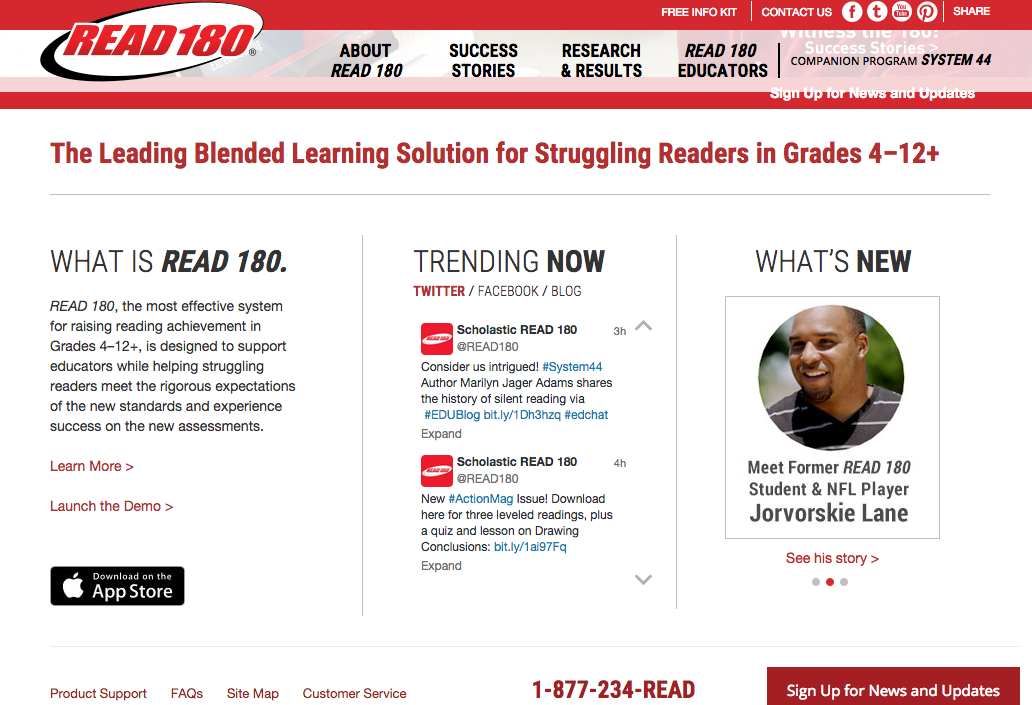 FREE INFO KIT
CONTACT US
You
Tube
SHARE
READ 180®
ABOUT
READ 180
SUCCESS
STORIES
RESEARCH
& RESULTS
READ 180
EDUCATORS
Witness the 180!
Success Stories >
COMPANION PROGRAM SYSTEM 44
Sign Up for News and Updates
The Leading Blended Learning Solution for Struggling Readers in Grades 4–12+
WHAT IS READ 180.
READ 180, the most effective system
for raising reading achievement in
Grades 4–12+, is designed to support
educators while helping struggling
readers meet the rigorous expectations
of the new standards and experience
success on the new assessments.
Learn More >
Launch the Demo >
Download on the
App Store
TRENDING NOW
TWITTER / FACEBOOK / BLOG
READ 180
Scholastic READ 180 3h
@READ180
Consider us intrigued! #System44
Author Marilyn Jager Adams shares
the history of silent reading via
#EDUBlog bit.ly/1Dh3hzq #edchat
Expand
READ 180
Scholastic READ 180 4h
@READ180
New #ActionMag Issue! Download
here for three leveled readings, plus
a quiz and lesson on Drawing
Conclusions: bit.ly/1ai97Fq
Expand
WHAT'S NEW
Meet Former READ 180
Student & NFL Player
Jorvorskie Lane
See his story >
Product Support
FAQs
Site Map
Customer Service
1-877-234-READ
Sign Up for News and Updates